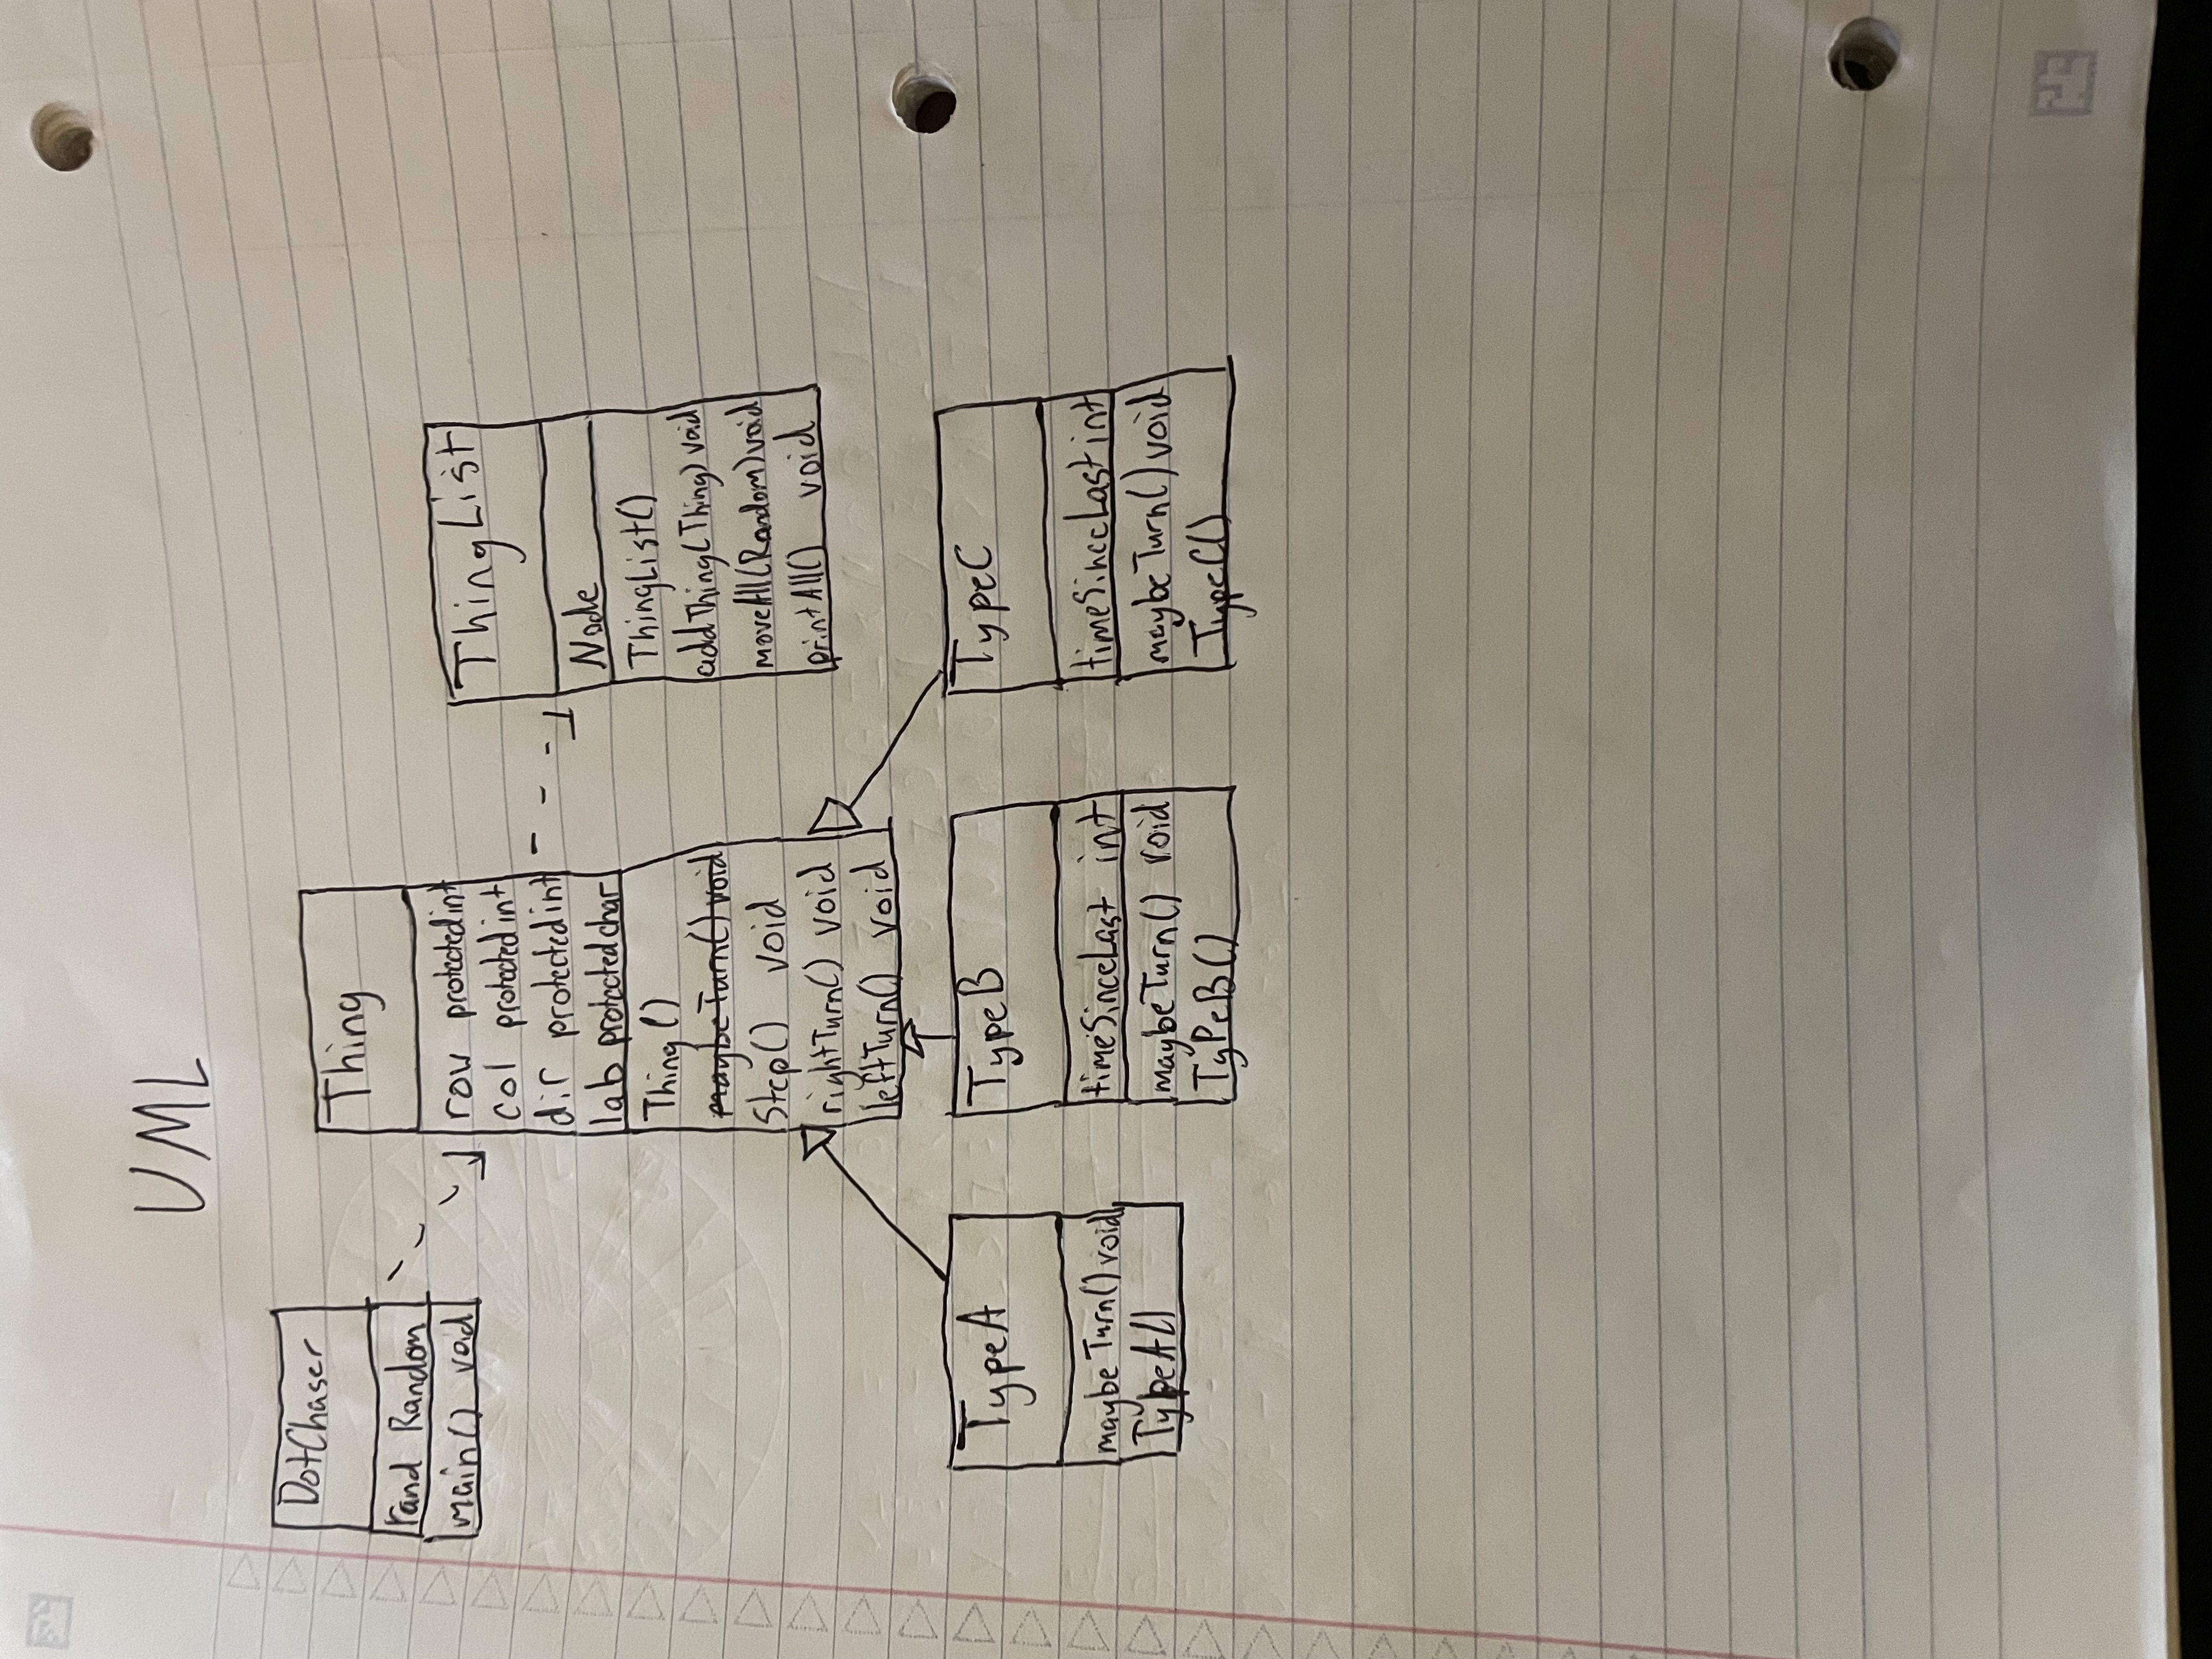 UML
DotChaser
rand Random
main() void
Thing
row protected int
col protected int
dir protected int
lab protected char
Thing()
maybeTurn() void
Step() void
rightTurn() void
leftTurn() void
ThingList
Node
ThingList()
addThing(Thing) void
moveAll(Random) void
printAll() void
TypeA
maybeTurn() void
TypeA()
TypeB
timeSinceLast int
maybeTurn() void
TyPeB()
TypeC
timeSinceLast int
maybeTurn() void
TypeC()